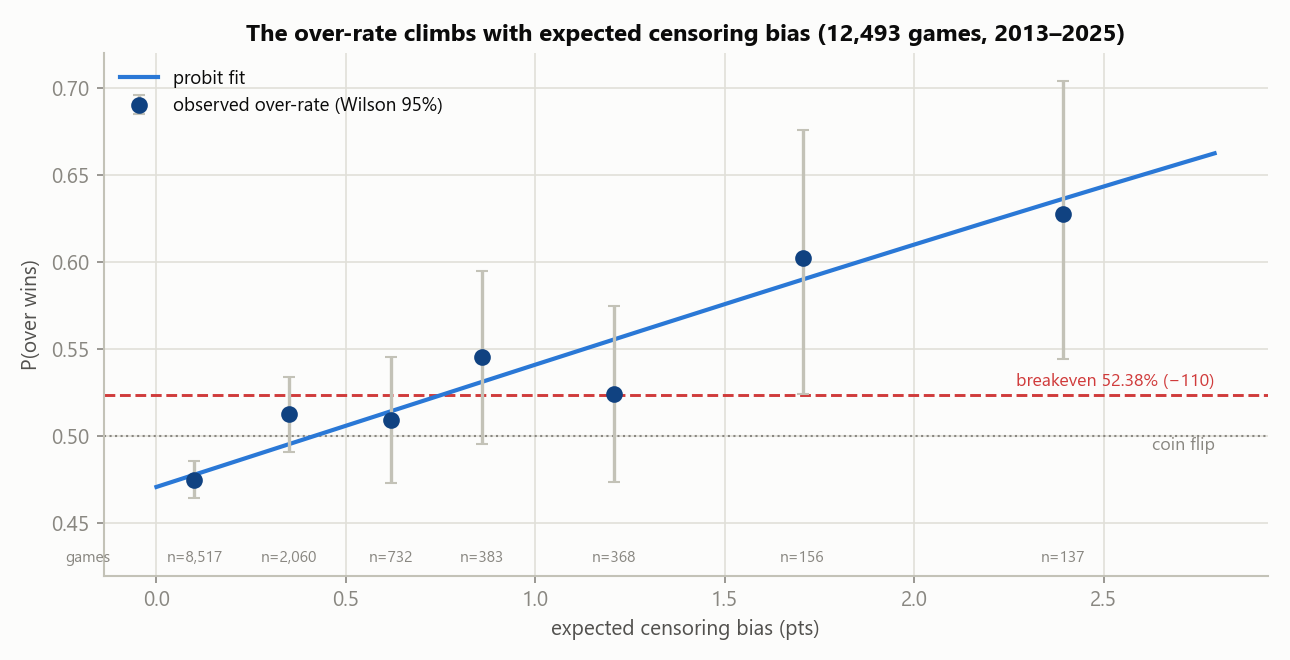 The over-rate climbs with expected censoring bias (12,493 games, 2013–2025)
probit fit
observed over-rate (Wilson 95%)
0.70
0.65
0.60
0.55
0.50
0.45
P(over wins)
breakeven 52.38% (−110)
coin flip
games n=8,517 n=2,060 n=732 n=383 n=368 n=156 n=137
0.0 0.5 1.0 1.5 2.0 2.5
expected censoring bias (pts)